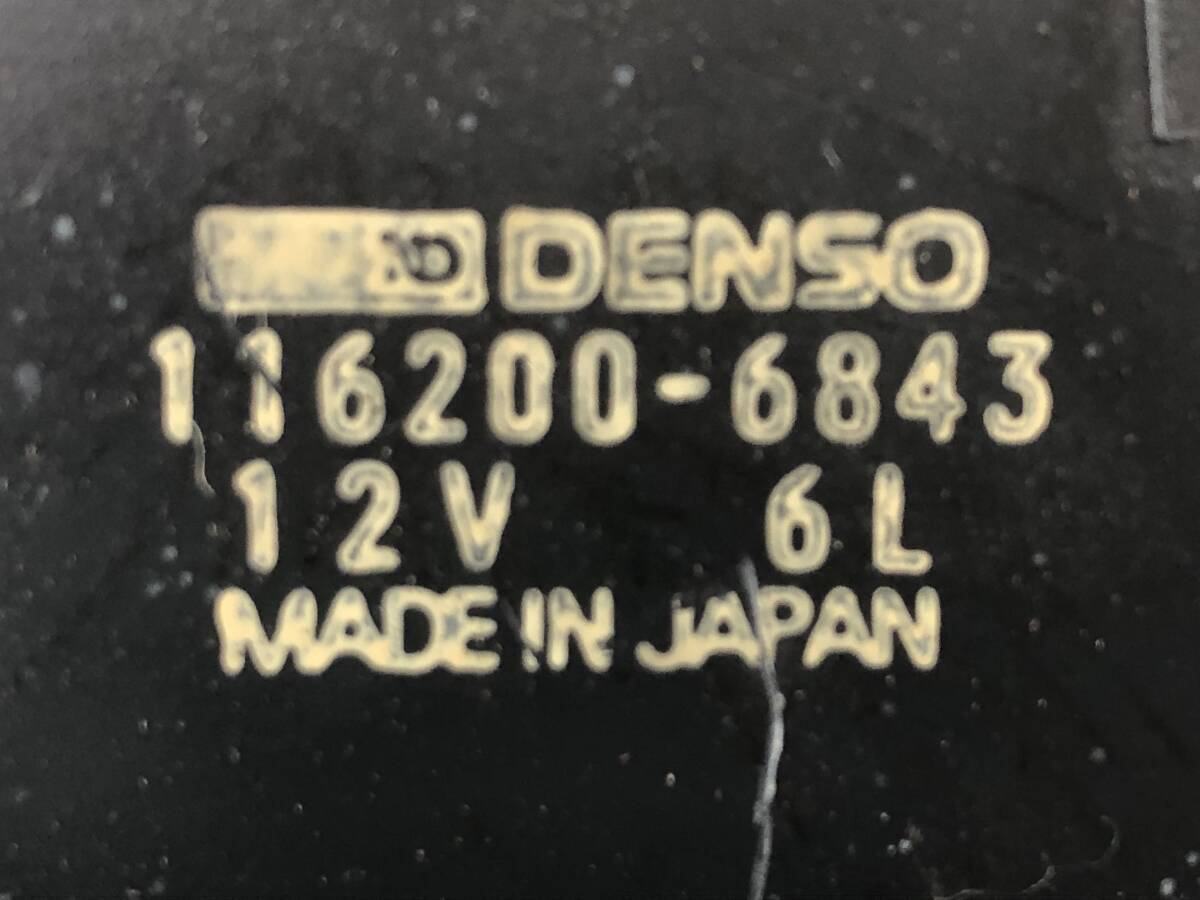 DENSO
116200-6843
12V 6L
MADE IN JAPAN